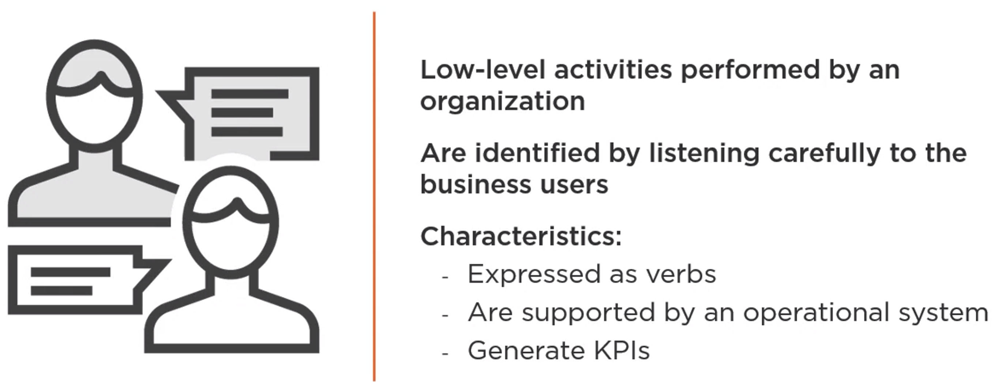 Low-level activities performed by an
organization
Are identified by listening carefully to the
business users
Characteristics:
- Expressed as verbs
- Are supported by an operational system
- Generate KPIs